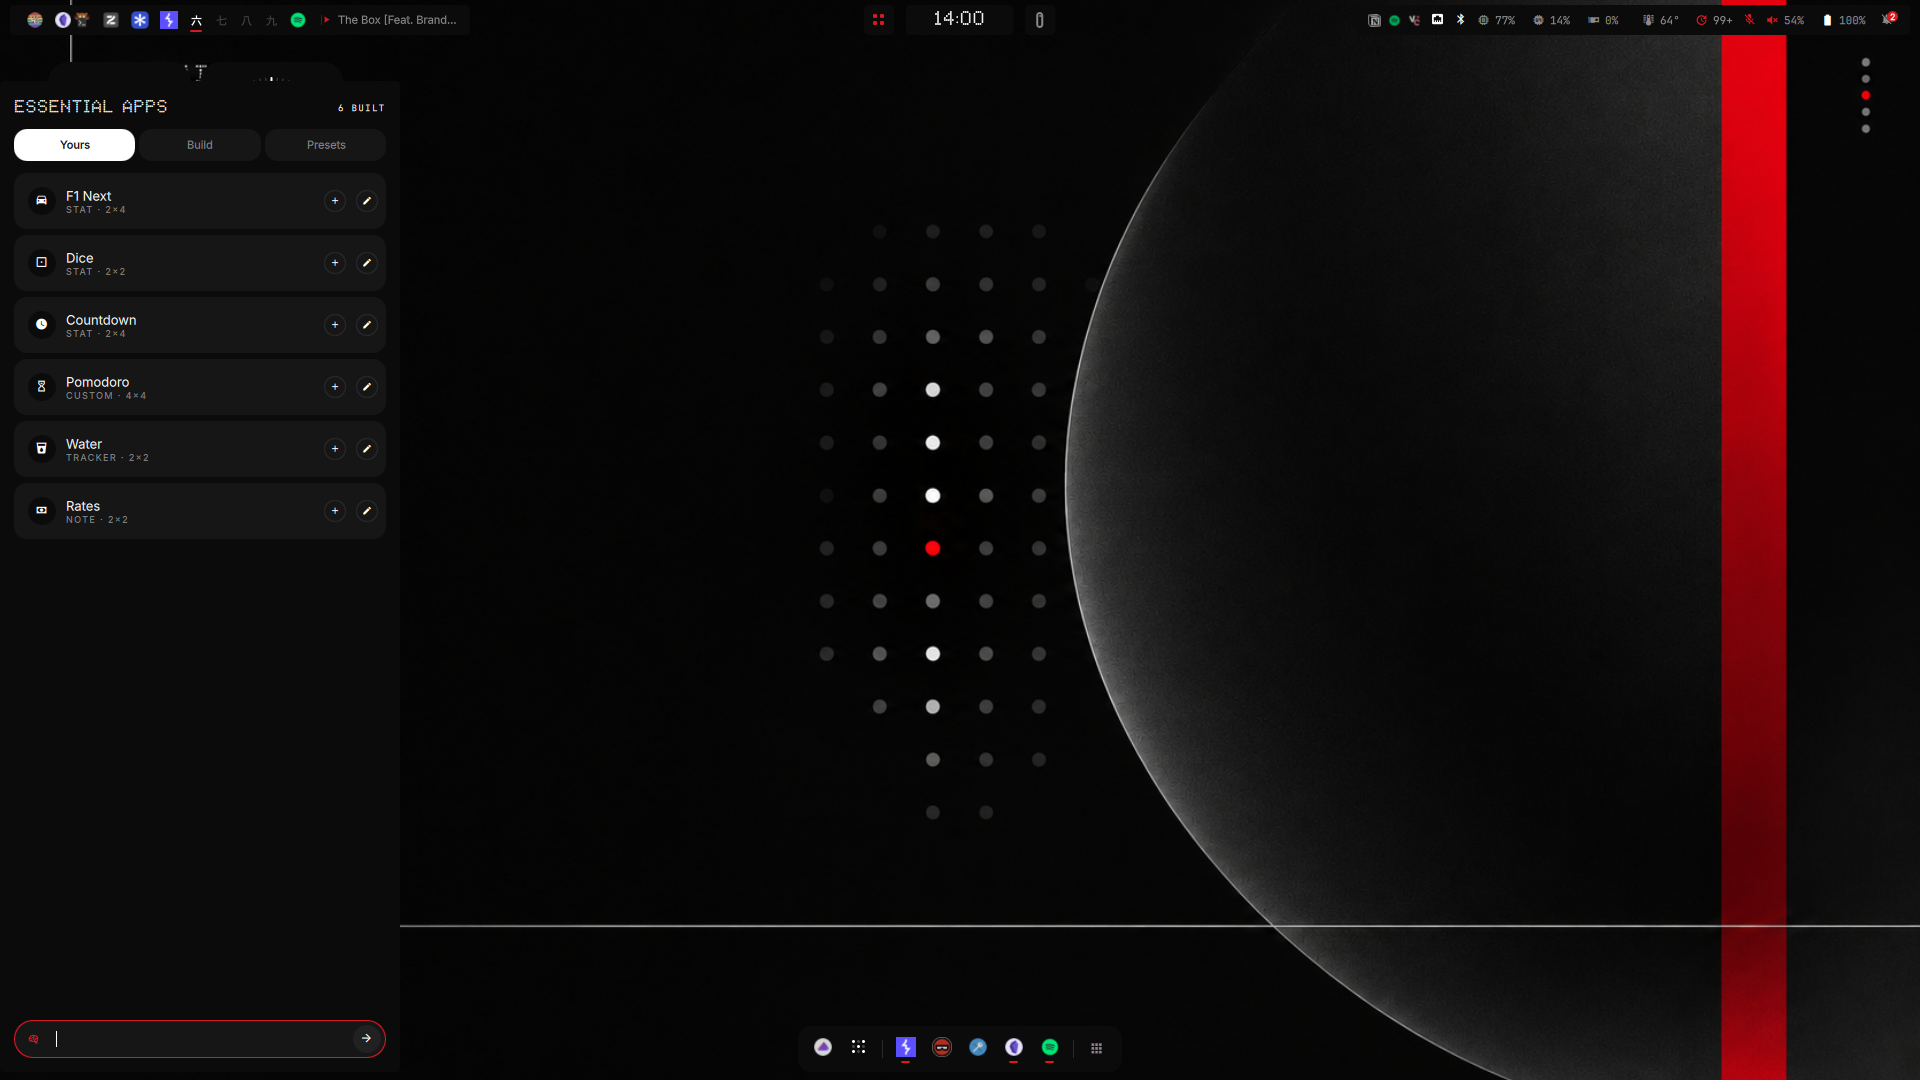 六 七 八 九 The Box [Feat. Brand...
14:00
77% 14% 0% 64° 99+ 54% 100% 2
ESSENTIAL APPS
6 BUILT
Yours Build Presets
F1 Next
STAT · 2×4
Dice
STAT · 2×2
Countdown
STAT · 2×4
Pomodoro
CUSTOM · 4×4
Water
TRACKER · 2×2
Rates
NOTE · 2×2